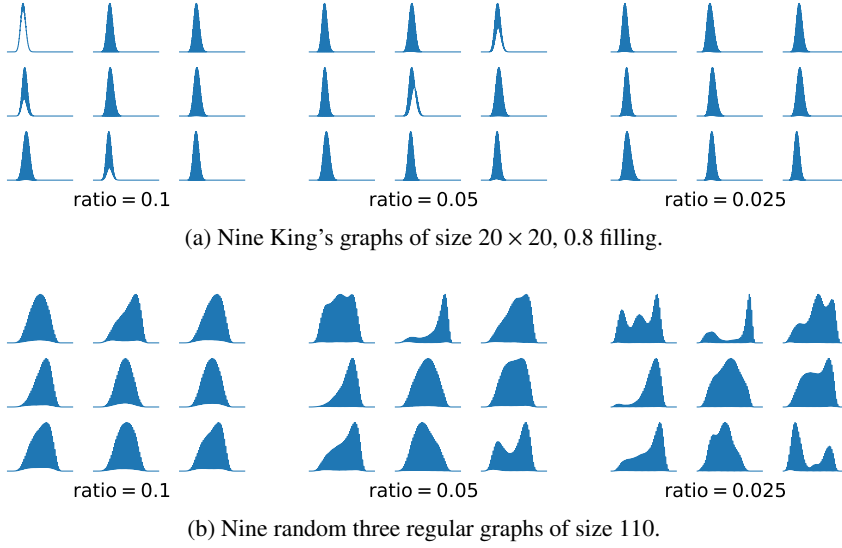 ratio = 0.1
ratio = 0.05
ratio = 0.025
(a) Nine King's graphs of size 20 × 20, 0.8 filling.
ratio = 0.1
ratio = 0.05
ratio = 0.025
(b) Nine random three regular graphs of size 110.